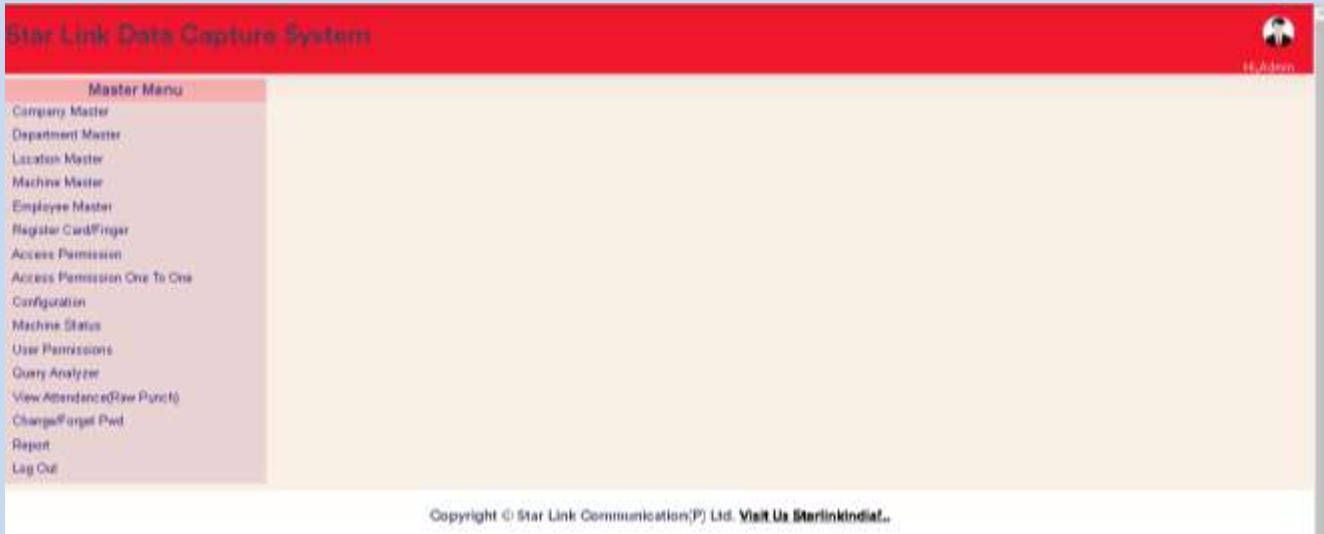 Star Link Data Capture System
Hi,Admin
Master Menu
Company Master
Department Master
Location Master
Machine Master
Employee Master
Register Card/Finger
Access Permission
Access Permission One To One
Configuration
Machine Status
User Permissions
Query Analyzer
View Attendance(Raw Punch)
Change/Forget Pwd
Report
Log Out
Copyright © Star Link Communication(P) Ltd. Visit Us Starlinkindia!..